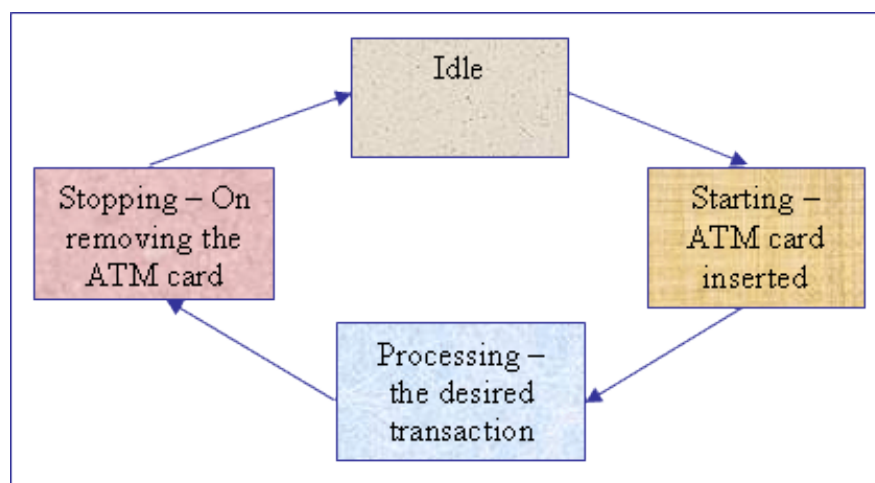 Idle
Stopping – On
removing the
ATM card
Starting –
ATM card
inserted
Processing –
the desired
transaction